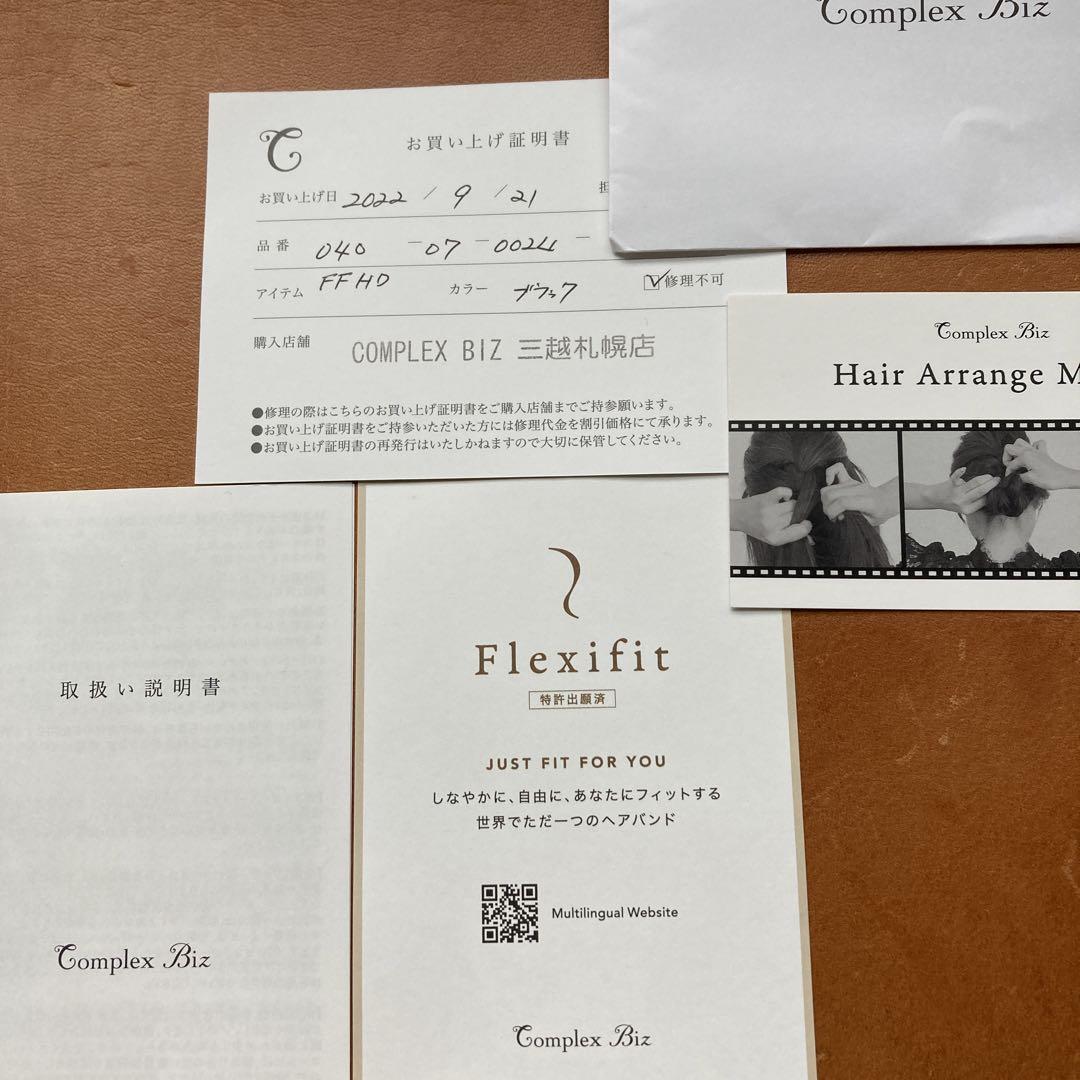 Complex Biz
お買い上げ証明書
お買い上げ日 2022 / 9 / 21 担
品番 040 - 07 - 0024 -
アイテム FFHD カラー ブラック ☑修理不可
購入店舗 COMPLEX BIZ 三越札幌店
●修理の際はこちらのお買い上げ証明書をご購入店舗までご持参願います。
●お買い上げ証明書をご持参いただいた方には修理代金を割引価格にて承ります。
●お買い上げ証明書の再発行はいたしかねますので大切に保管してください。
Complex Biz
Hair Arrange M
取扱い説明書
Complex Biz
Flexifit
特許出願済
JUST FIT FOR YOU
しなやかに、自由に、あなたにフィットする
世界でただ一つのヘアバンド
Multilingual Website
Complex Biz